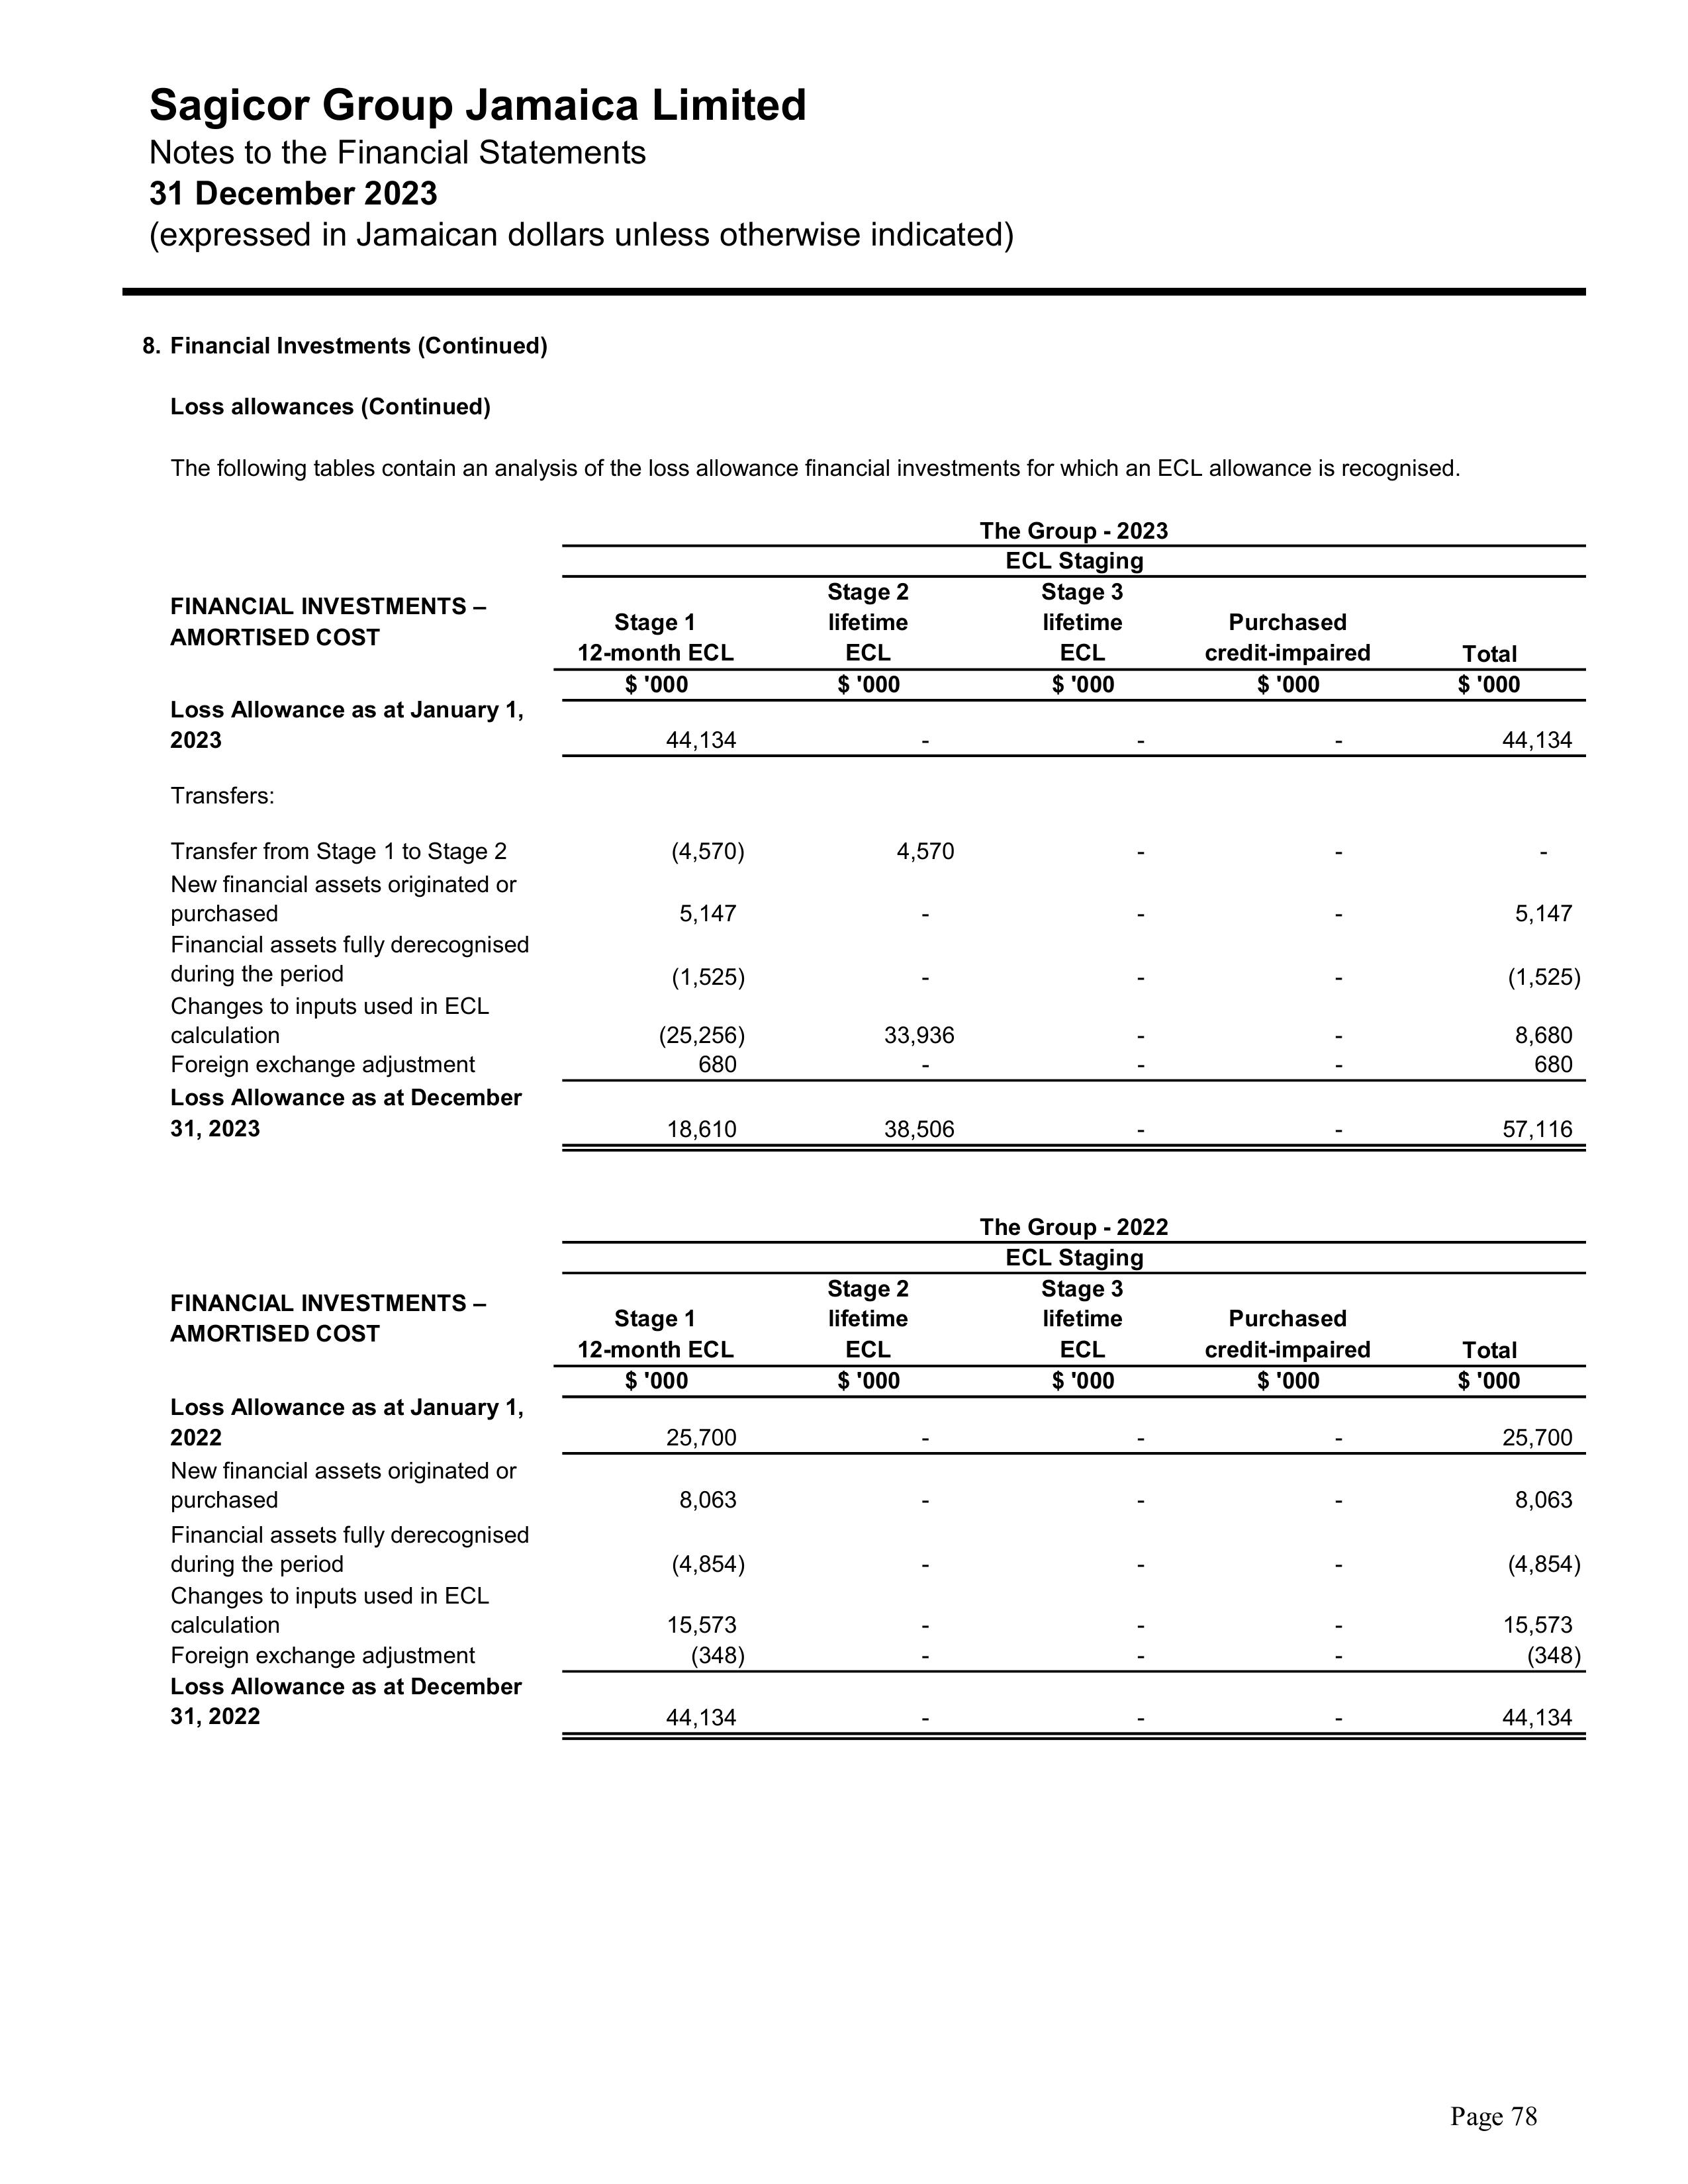 Sagicor Group Jamaica Limited
Notes to the Financial Statements
31 December 2023
(expressed in Jamaican dollars unless otherwise indicated)
8. Financial Investments (Continued)
Loss allowances (Continued)
The following tables contain an analysis of the loss allowance financial investments for which an ECL allowance is recognised.
The Group - 2023
ECL Staging
FINANCIAL INVESTMENTS –
AMORTISED COST
Stage 1
12-month ECL
Stage 2
lifetime
ECL
Stage 3
lifetime
ECL
Purchased
credit-impaired
Total
$ '000 $ '000 $ '000 $ '000 $ '000
Loss Allowance as at January 1,
2023 44,134 - - - 44,134
Transfers:
Transfer from Stage 1 to Stage 2 (4,570) 4,570 - - -
New financial assets originated or
purchased 5,147 - - - 5,147
Financial assets fully derecognised
during the period (1,525) - - - (1,525)
Changes to inputs used in ECL
calculation (25,256) 33,936 - - 8,680
Foreign exchange adjustment 680 - - - 680
Loss Allowance as at December
31, 2023 18,610 38,506 - - 57,116
The Group - 2022
ECL Staging
FINANCIAL INVESTMENTS –
AMORTISED COST
Stage 1
12-month ECL
Stage 2
lifetime
ECL
Stage 3
lifetime
ECL
Purchased
credit-impaired
Total
$ '000 $ '000 $ '000 $ '000 $ '000
Loss Allowance as at January 1,
2022 25,700 - - - 25,700
New financial assets originated or
purchased 8,063 - - - 8,063
Financial assets fully derecognised
during the period (4,854) - - - (4,854)
Changes to inputs used in ECL
calculation 15,573 - - - 15,573
Foreign exchange adjustment (348) - - - (348)
Loss Allowance as at December
31, 2022 44,134 - - - 44,134
Page 78